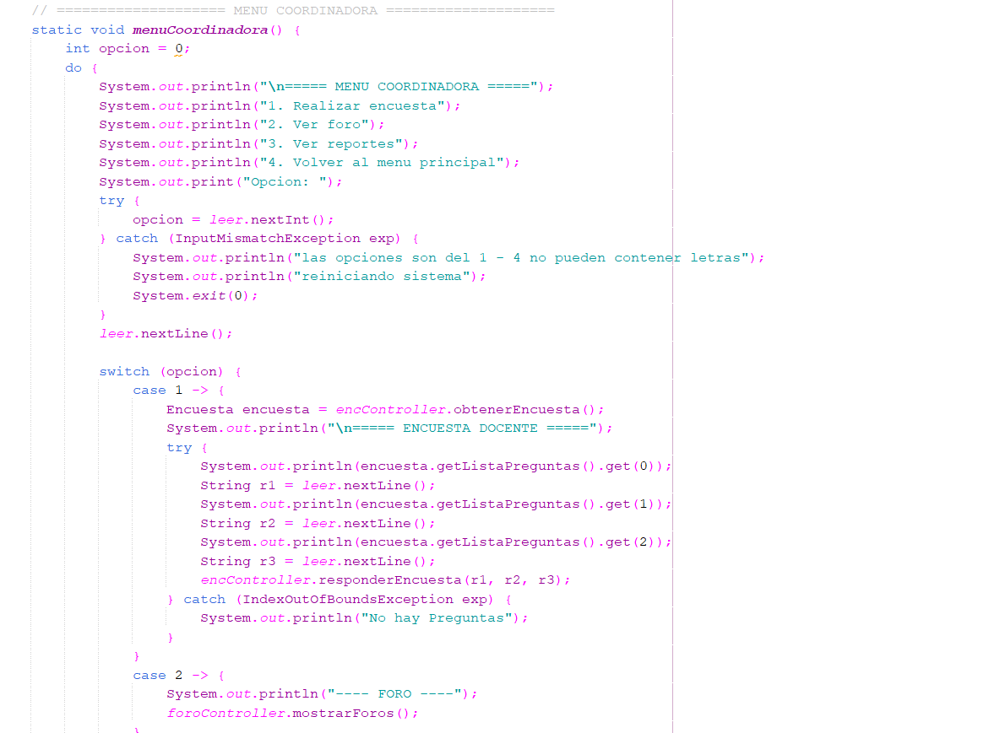 // ==================== MENU COORDINADORA ====================
static void menuCoordinadora() {
    int opcion = 0;
    do {
        System.out.println("\n===== MENU COORDINADORA =====");
        System.out.println("1. Realizar encuesta");
        System.out.println("2. Ver foro");
        System.out.println("3. Ver reportes");
        System.out.println("4. Volver al menu principal");
        System.out.print("Opcion: ");
        try {
            opcion = leer.nextInt();
        } catch (InputMismatchException exp) {
            System.out.println("las opciones son del 1 - 4 no pueden contener letras");
            System.out.println("reiniciando sistema");
            System.exit(0);
        }
        leer.nextLine();

        switch (opcion) {
            case 1 -> {
                Encuesta encuesta = encController.obtenerEncuesta();
                System.out.println("\n===== ENCUESTA DOCENTE =====");
                try {
                    System.out.println(encuesta.getListaPreguntas().get(0));
                    String r1 = leer.nextLine();
                    System.out.println(encuesta.getListaPreguntas().get(1));
                    String r2 = leer.nextLine();
                    System.out.println(encuesta.getListaPreguntas().get(2));
                    String r3 = leer.nextLine();
                    encController.responderEncuesta(r1, r2, r3);
                } catch (IndexOutOfBoundsException exp) {
                    System.out.println("No hay Preguntas");
                }
            }
            case 2 -> {
                System.out.println("---- FORO ----");
                foroController.mostrarForos();
            }